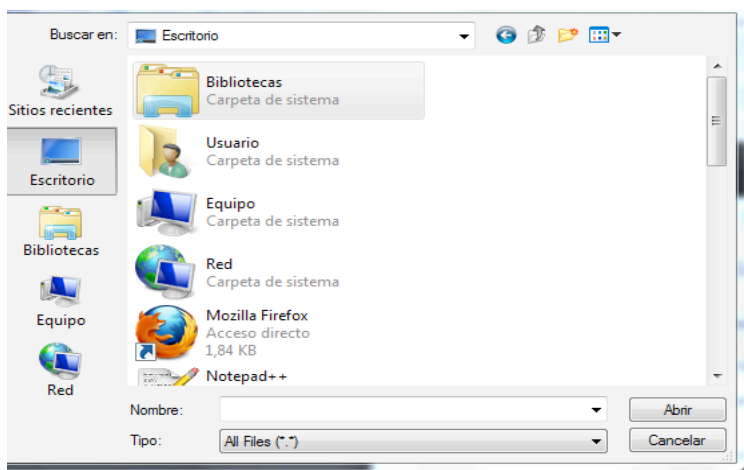 Buscar en:
Escritorio
Sitios recientes
Escritorio
Bibliotecas
Equipo
Red
Bibliotecas
Carpeta de sistema
Usuario
Carpeta de sistema
Equipo
Carpeta de sistema
Red
Carpeta de sistema
Mozilla Firefox
Acceso directo
1,84 KB
Notepad++
Nombre:
Abrir
Tipo:
All Files (*.*)
Cancelar